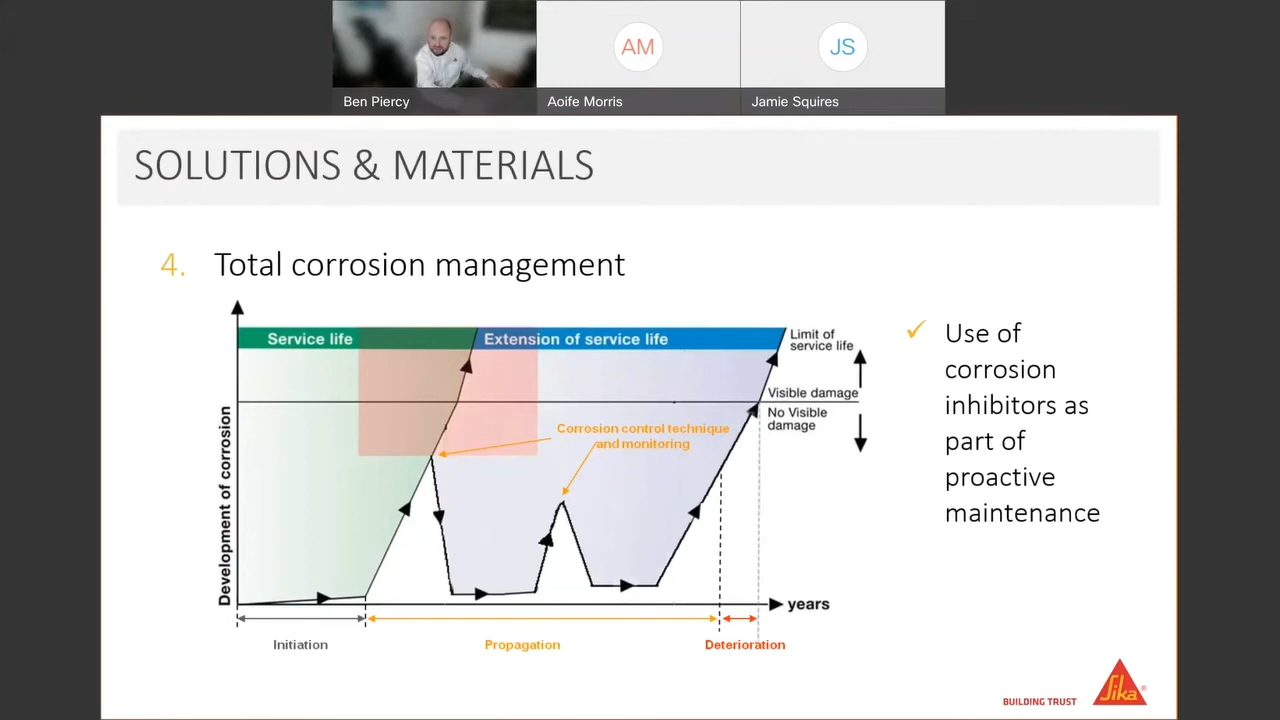 AM
JS
Ben Piercy
Aoife Morris
Jamie Squires
SOLUTIONS & MATERIALS
4. Total corrosion management
Service life
Extension of service life
Limit of
service life
Visible damage
No Visible
damage
Corrosion control technique
and monitoring
Development of corrosion
years
Initiation
Propagation
Deterioration
✓ Use of
corrosion
inhibitors as
part of
proactive
maintenance
BUILDING TRUST
Sika®